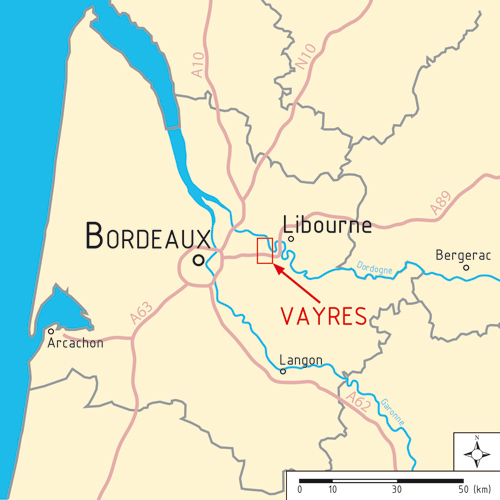 A10
N10
A89
Libourne
BORDEAUX
Bergerac
Dordogne
VAYRES
A63
Arcachon
Langon
A62
Garonne
N
0 10 30 50 (km)